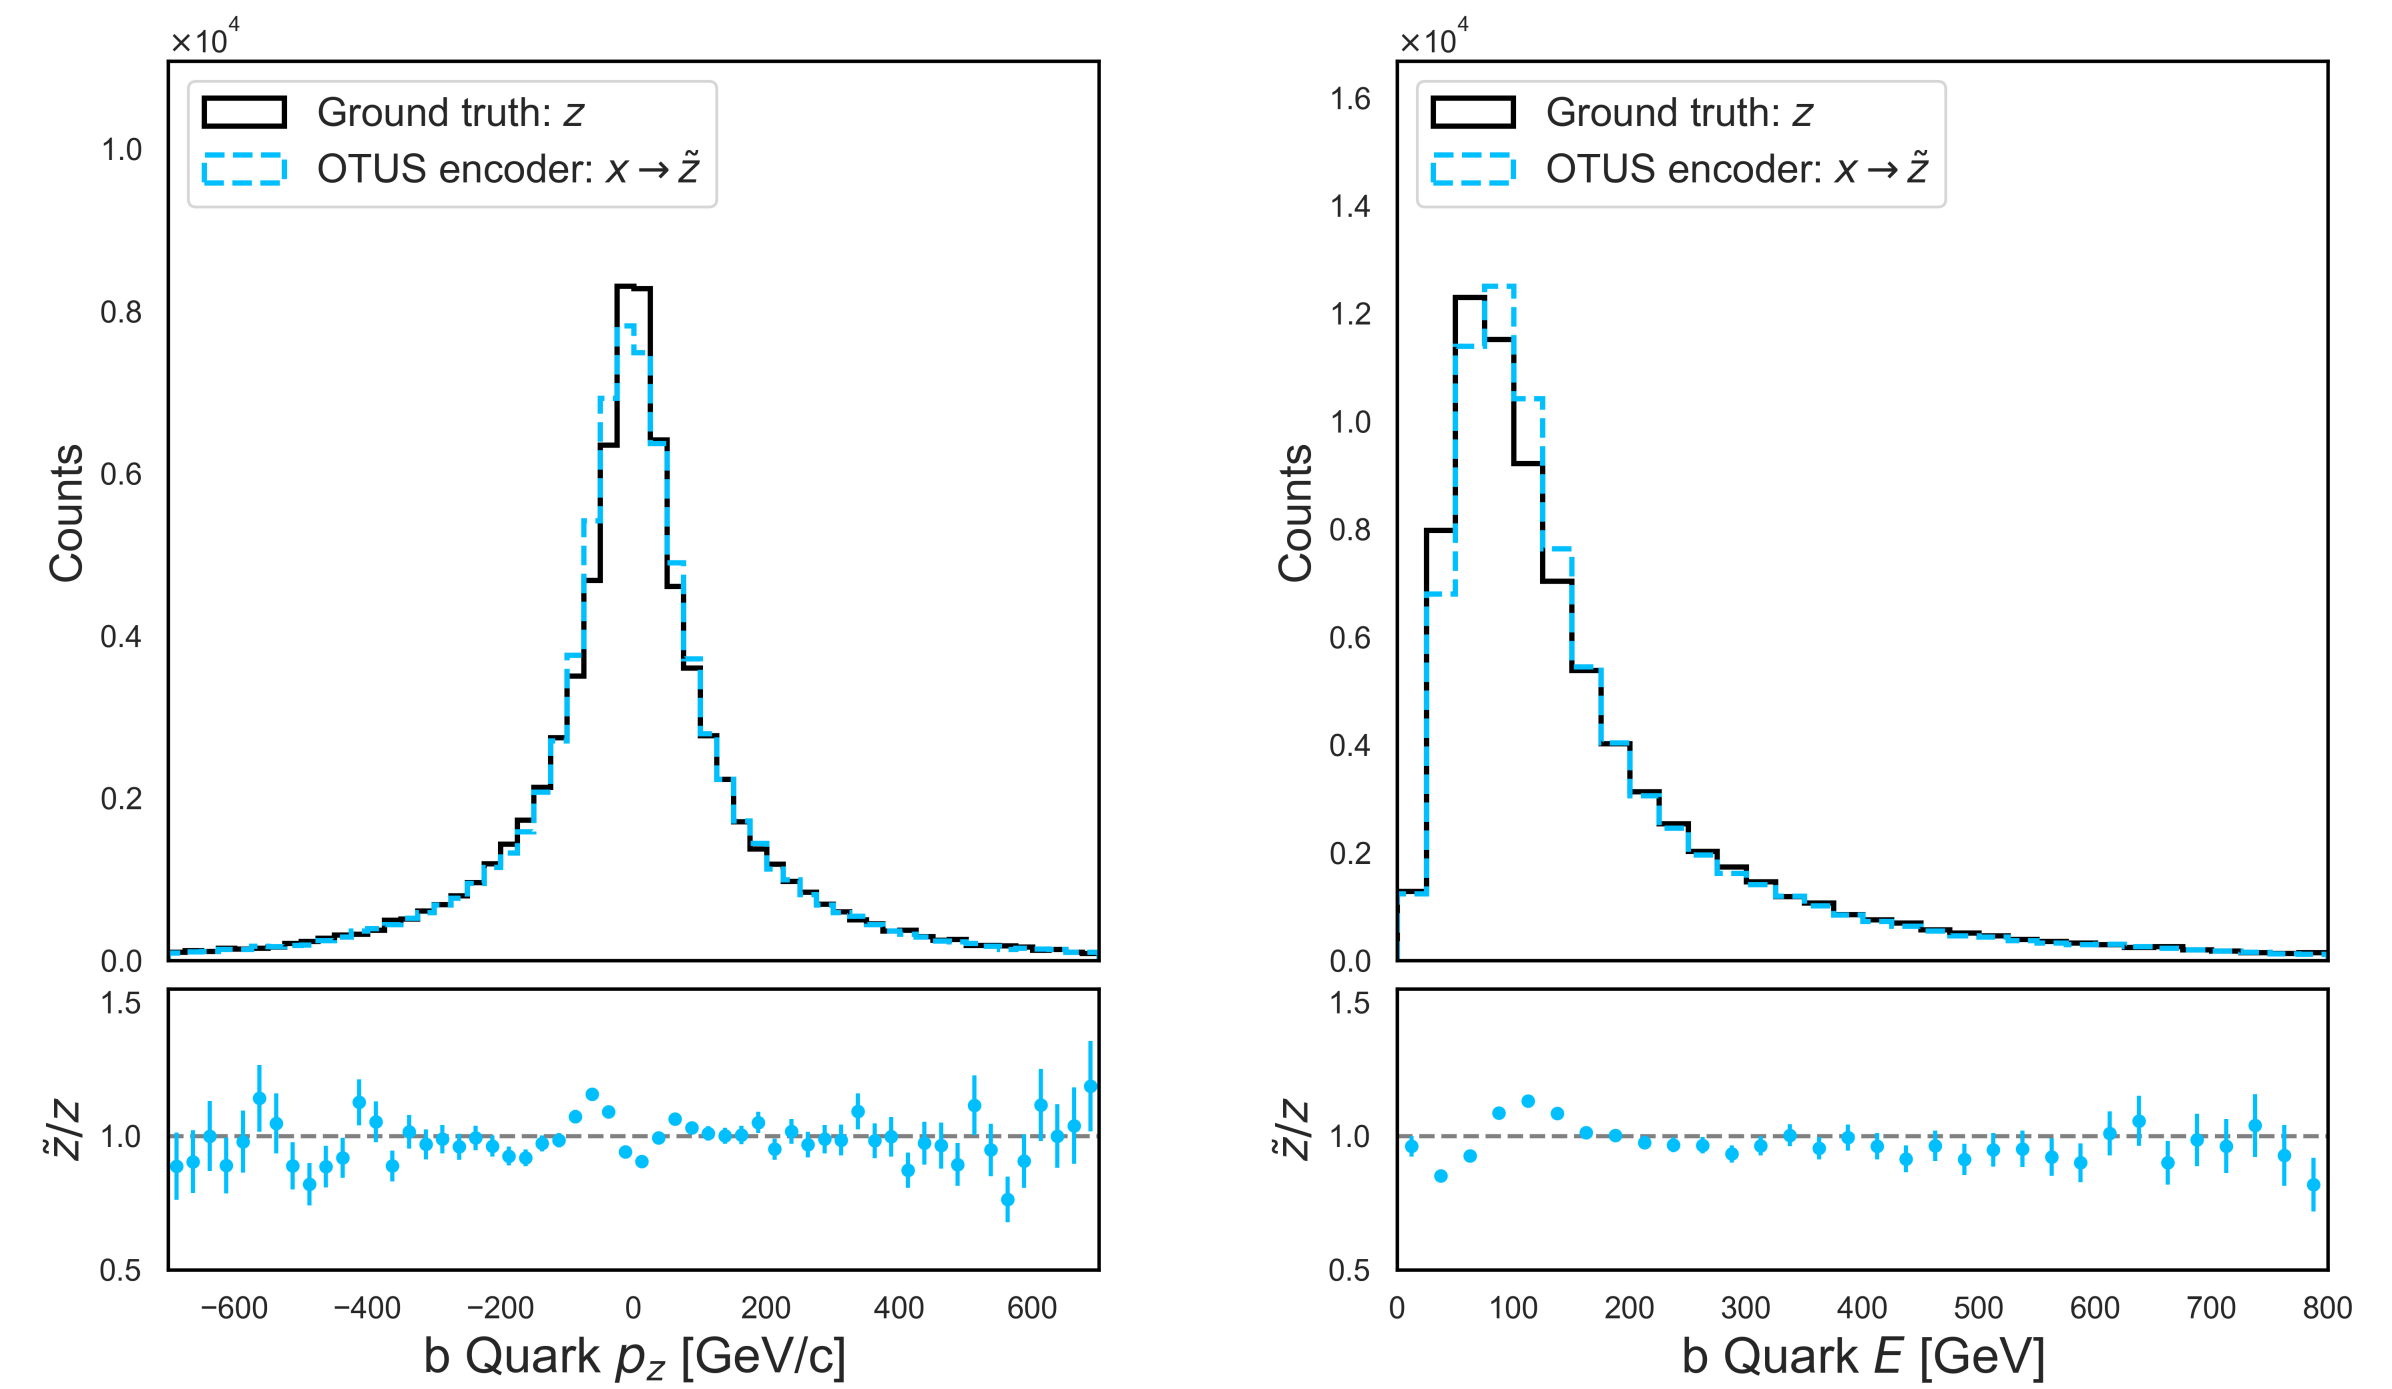 ×10⁴
Ground truth: z
OTUS encoder: x → z̃
1.0
0.8
0.6
0.4
0.2
0.0
Counts
1.5
1.0
0.5
z̃/z
−600 −400 −200 0 200 400 600
b Quark p_z [GeV/c]
×10⁴
Ground truth: z
OTUS encoder: x → z̃
1.6
1.4
1.2
1.0
0.8
0.6
0.4
0.2
0.0
Counts
1.5
1.0
0.5
z̃/z
0 100 200 300 400 500 600 700 800
b Quark E [GeV]